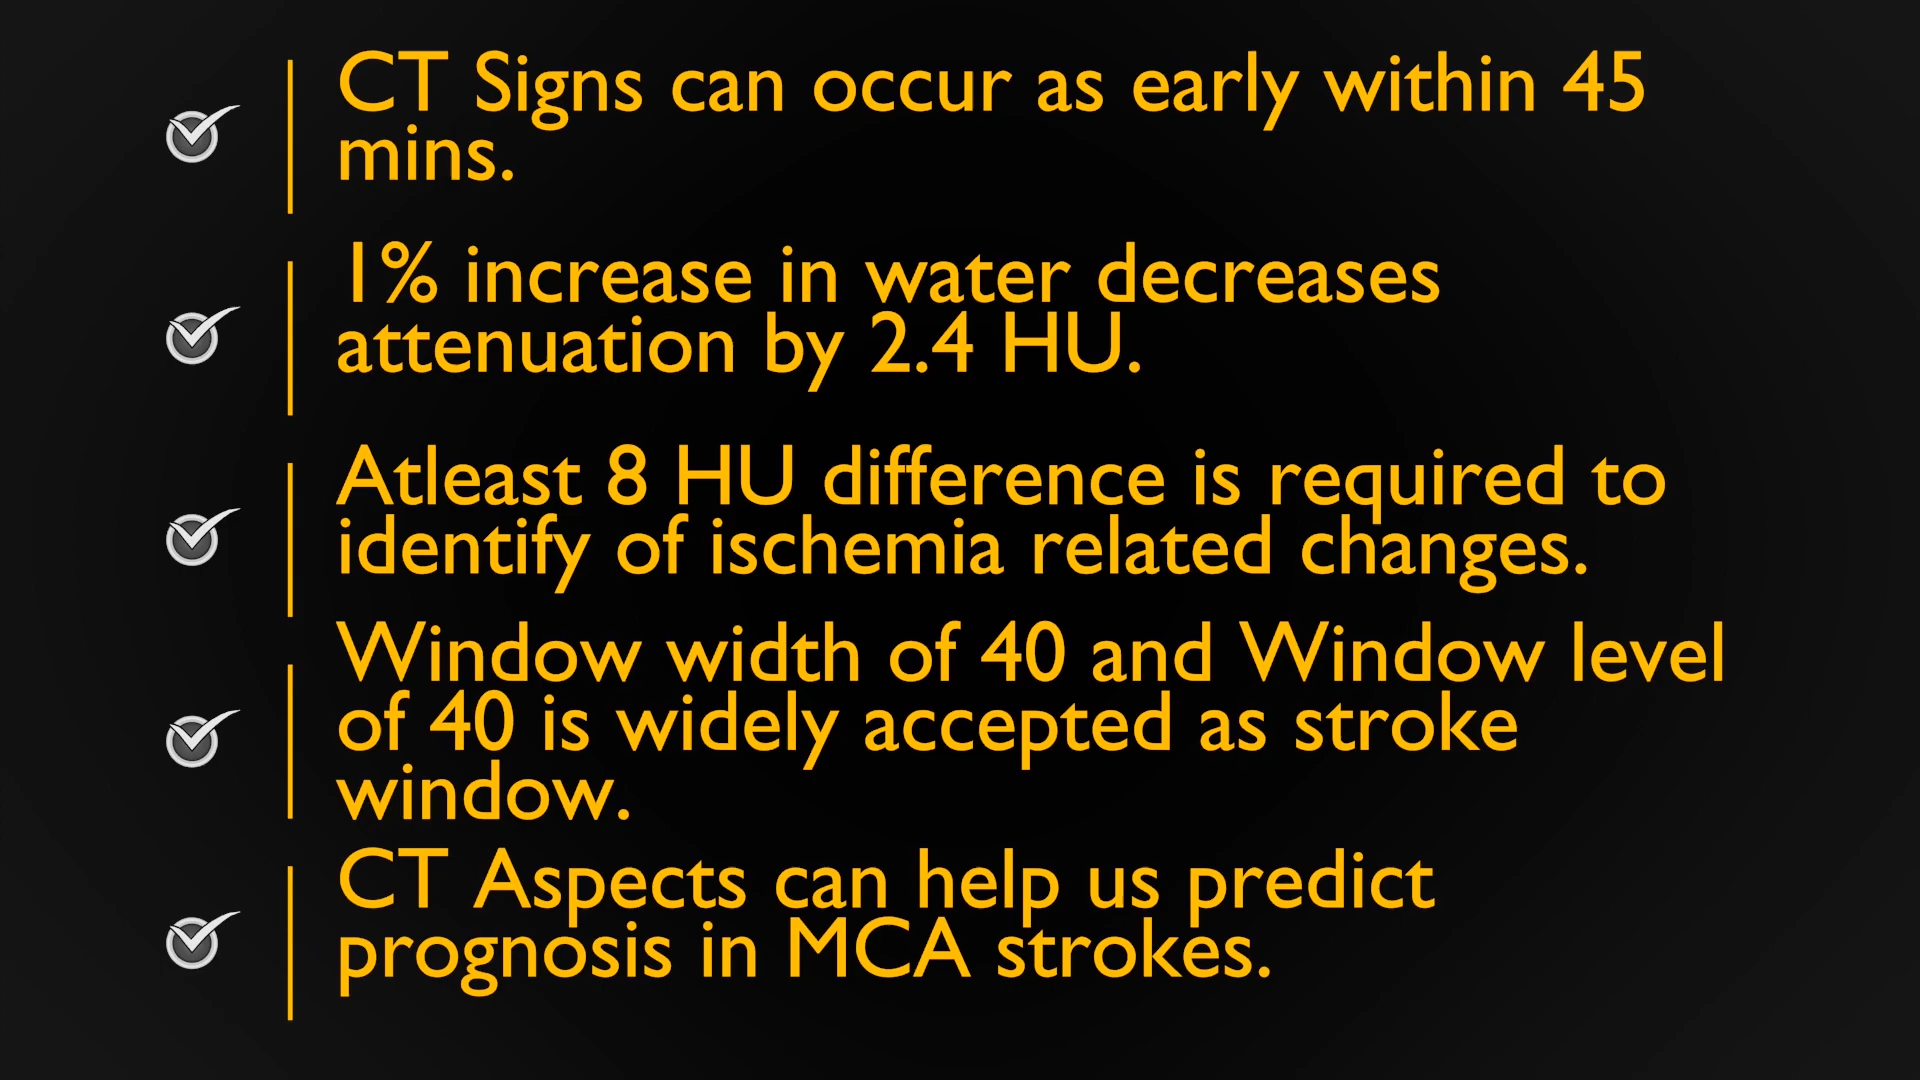 CT Signs can occur as early within 45
mins.
1% increase in water decreases
attenuation by 2.4 HU.
Atleast 8 HU difference is required to
identify of ischemia related changes.
Window width of 40 and Window level
of 40 is widely accepted as stroke
window.
CT Aspects can help us predict
prognosis in MCA strokes.